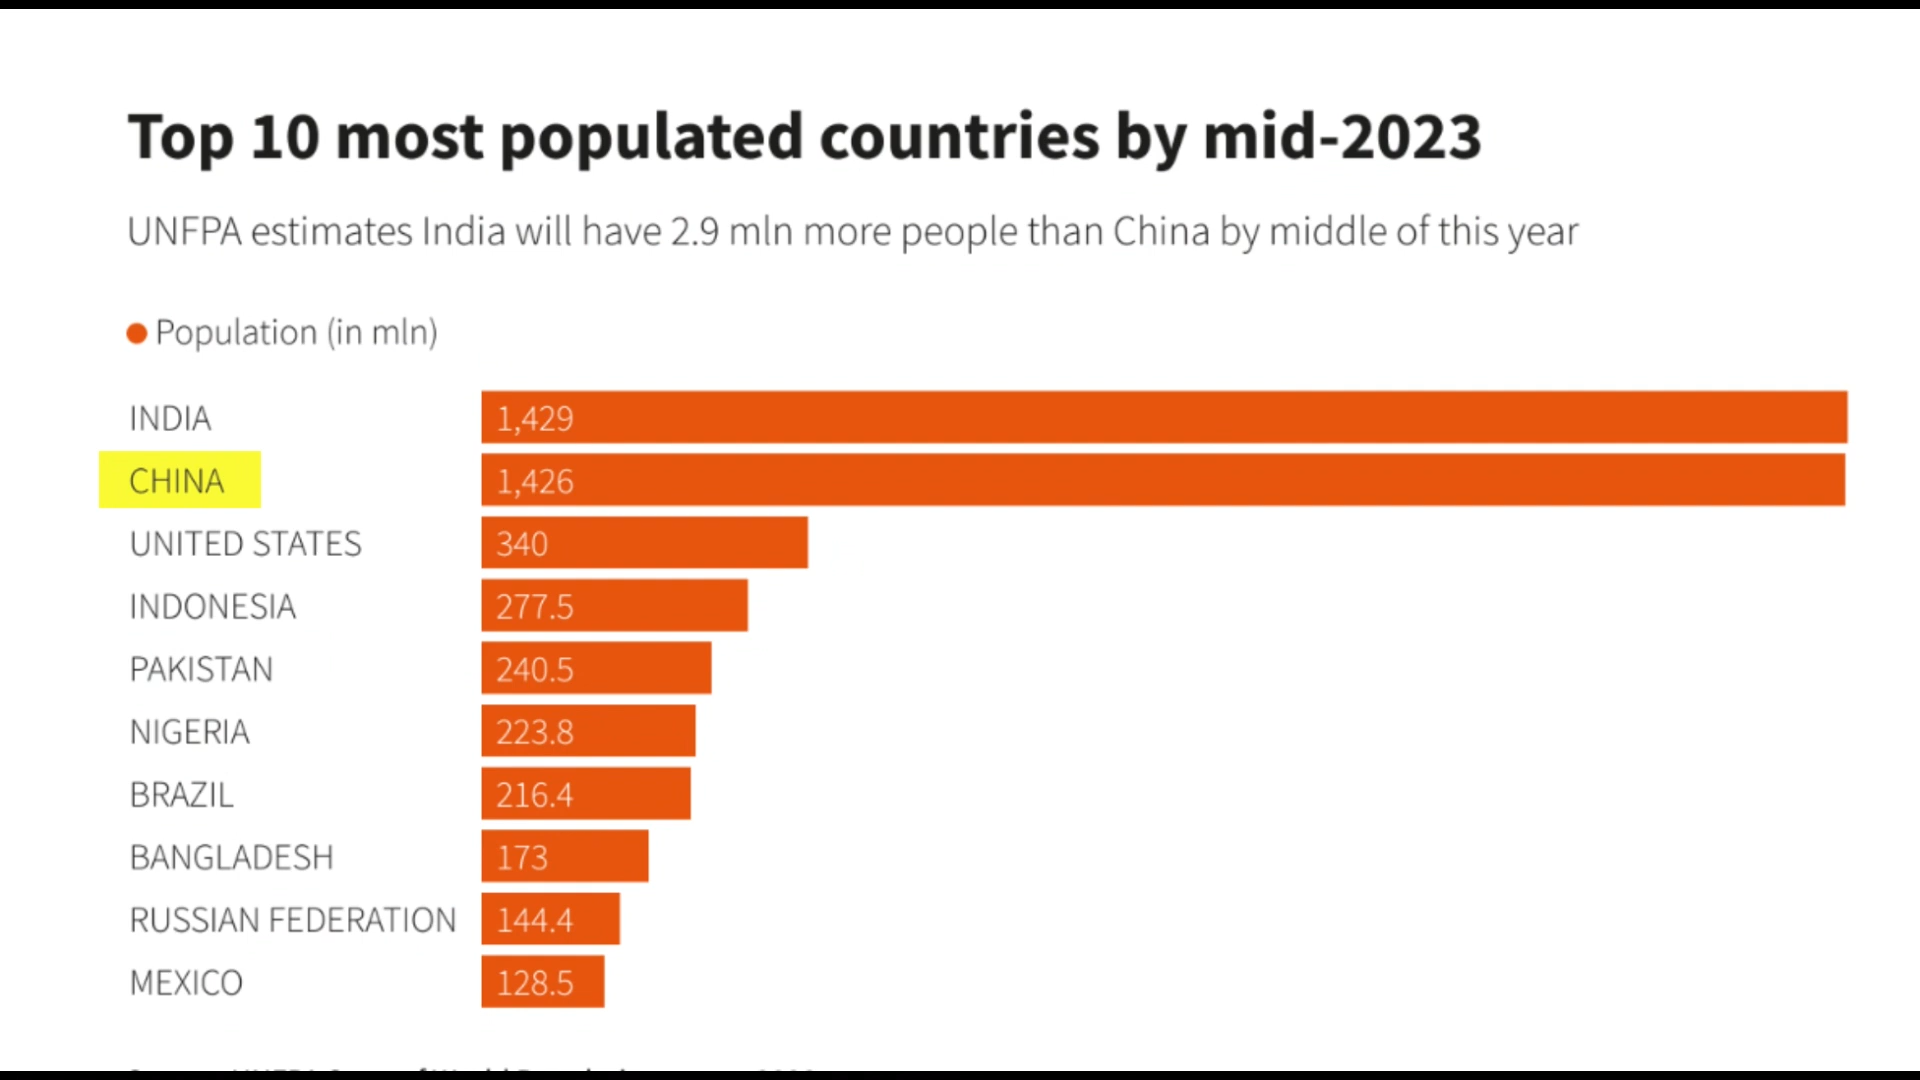 Top 10 most populated countries by mid-2023
UNFPA estimates India will have 2.9 mln more people than China by middle of this year
Population (in mln)
INDIA 1,429
CHINA 1,426
UNITED STATES 340
INDONESIA 277.5
PAKISTAN 240.5
NIGERIA 223.8
BRAZIL 216.4
BANGLADESH 173
RUSSIAN FEDERATION 144.4
MEXICO 128.5